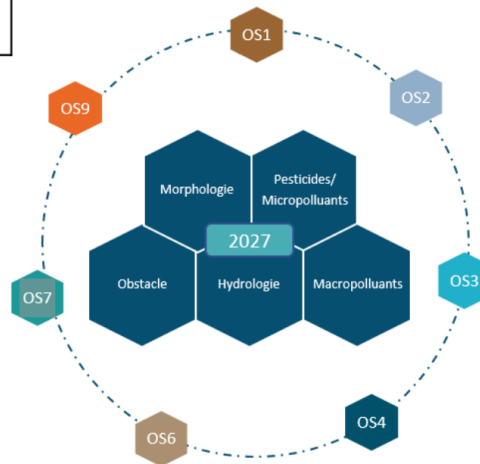 OS1
OS9
OS2
Morphologie
Pesticides/
Micropolluants
2027
Obstacle
Hydrologie
Macropolluants
OS7
OS3
OS6
OS4